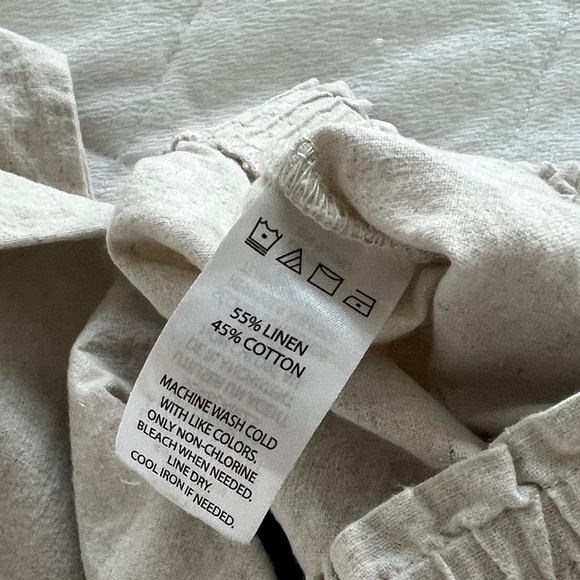 55% LINEN
45% COTTON
MACHINE WASH COLD
WITH LIKE COLORS.
ONLY NON-CHLORINE
BLEACH WHEN NEEDED.
LINE DRY.
COOL IRON IF NEEDED.